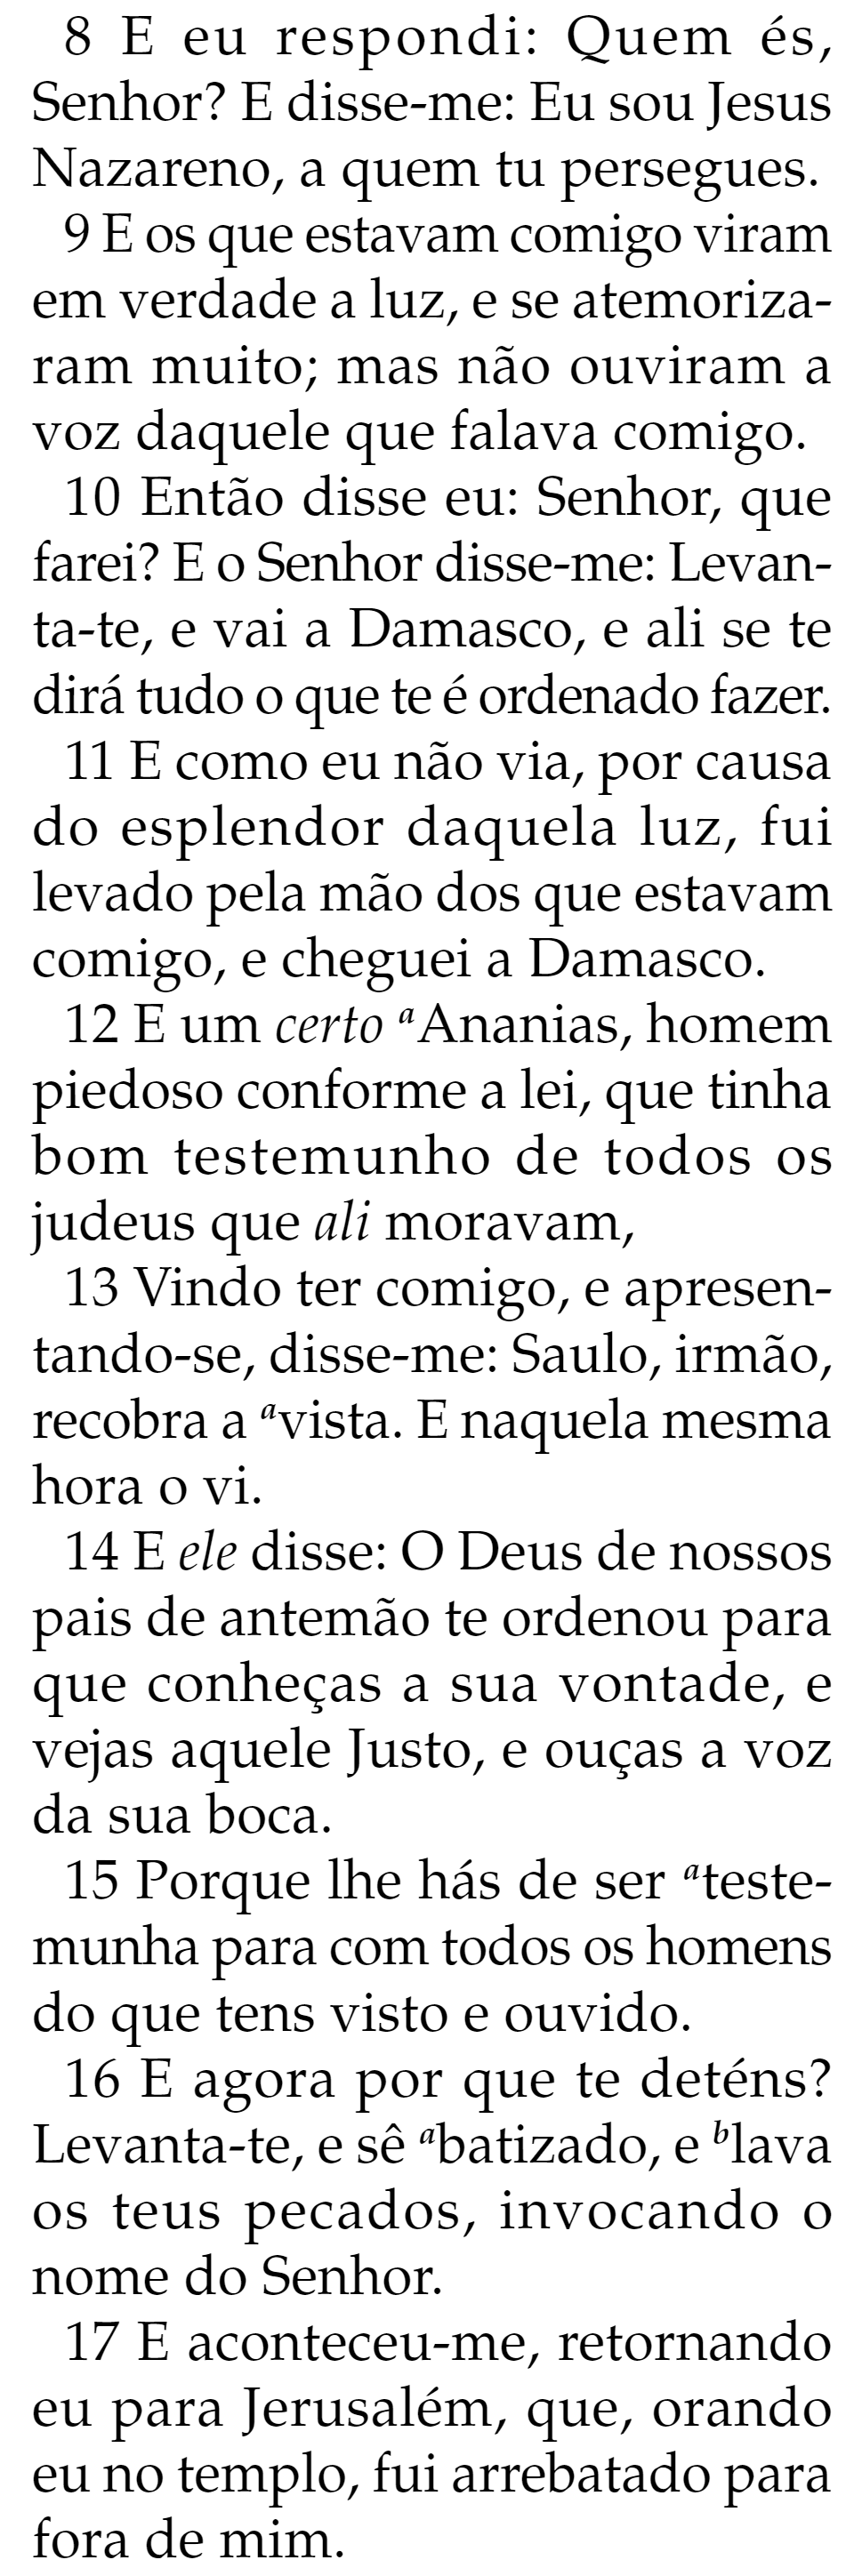 8 E eu respondi: Quem és,
Senhor? E disse-me: Eu sou Jesus
Nazareno, a quem tu persegues.
9 E os que estavam comigo viram
em verdade a luz, e se atemoriza-
ram muito; mas não ouviram a
voz daquele que falava comigo.
10 Então disse eu: Senhor, que
farei? E o Senhor disse-me: Levan-
ta-te, e vai a Damasco, e ali se te
dirá tudo o que te é ordenado fazer.
11 E como eu não via, por causa
do esplendor daquela luz, fui
levado pela mão dos que estavam
comigo, e cheguei a Damasco.
12 E um certo ᵃAnanias, homem
piedoso conforme a lei, que tinha
bom testemunho de todos os
judeus que ali moravam,
13 Vindo ter comigo, e apresen-
tando-se, disse-me: Saulo, irmão,
recobra a ᵃvista. E naquela mesma
hora o vi.
14 E ele disse: O Deus de nossos
pais de antemão te ordenou para
que conheças a sua vontade, e
vejas aquele Justo, e ouças a voz
da sua boca.
15 Porque lhe hás de ser ᵃteste-
munha para com todos os homens
do que tens visto e ouvido.
16 E agora por que te deténs?
Levanta-te, e sê ᵃbatizado, e ᵇlava
os teus pecados, invocando o
nome do Senhor.
17 E aconteceu-me, retornando
eu para Jerusalém, que, orando
eu no templo, fui arrebatado para
fora de mim.